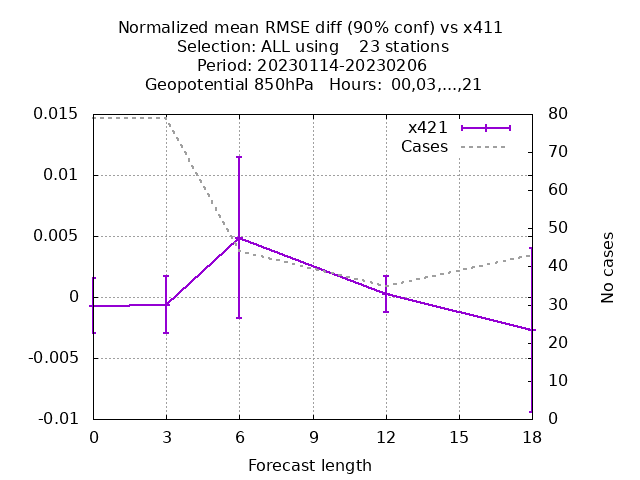 Normalized mean RMSE diff (90% conf) vs x411
Selection: ALL using    23 stations
Period: 20230114-20230206
Geopotential 850hPa   Hours:  00,03,...,21
x421
Cases
0.015
0.01
0.005
0
-0.005
-0.01
80
70
60
50
40
30
20
10
0
No cases
0 3 6 9 12 15 18
Forecast length